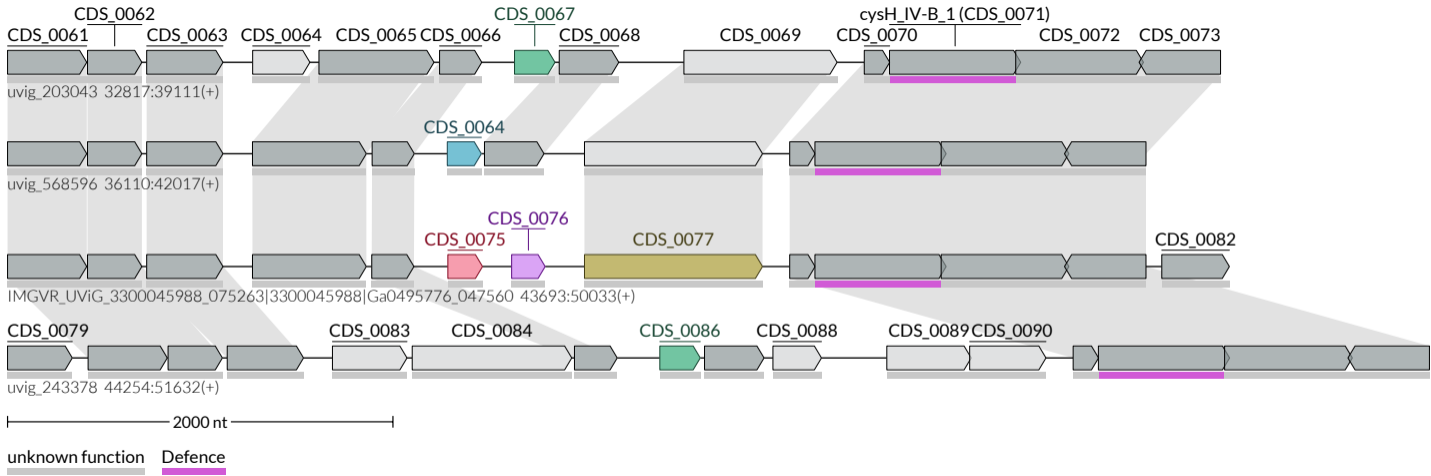 CDS_0062 CDS_0067 cysH_IV-B_1 (CDS_0071)
CDS_0061 CDS_0063 CDS_0064 CDS_0065 CDS_0066 CDS_0068 CDS_0069 CDS_0070 CDS_0072 CDS_0073
uvig_203043 32817:39111(+)
CDS_0064
uvig_568596 36110:42017(+)
CDS_0076
CDS_0075 CDS_0077 CDS_0082
IMGVR_UViG_3300045988_075263|3300045988|Ga0495776_047560 43693:50033(+)
CDS_0079 CDS_0083 CDS_0084 CDS_0086 CDS_0088 CDS_0089 CDS_0090
uvig_243378 44254:51632(+)
2000 nt
unknown function Defence